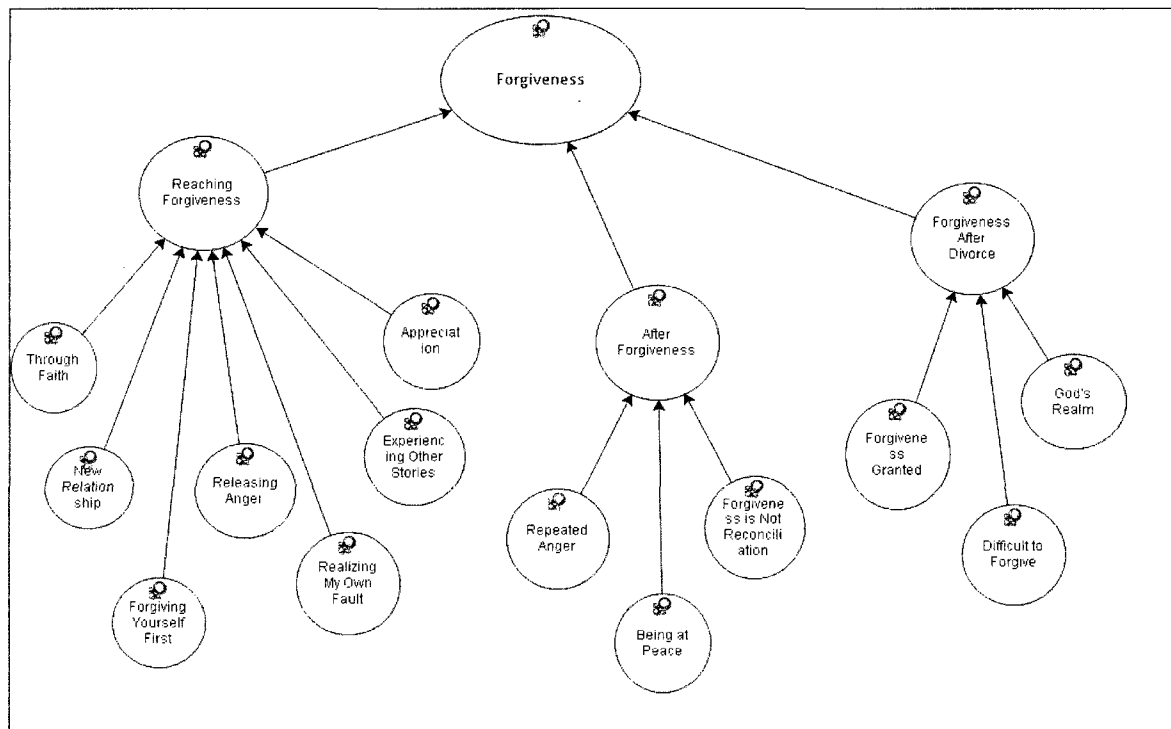 Forgiveness
Reaching
Forgiveness
Forgiveness
After
Divorce
After
Forgiveness
Appreciat
ion
Through
Faith
New
Relation
ship
Releasing
Anger
Experienc
ing Other
Stories
Forgiving
Yourself
First
Realizing
My Own
Fault
Repeated
Anger
Being at
Peace
Forgivene
ss is Not
Reconcili
ation
Forgivene
ss
Granted
Difficult to
Forgive
God's
Realm